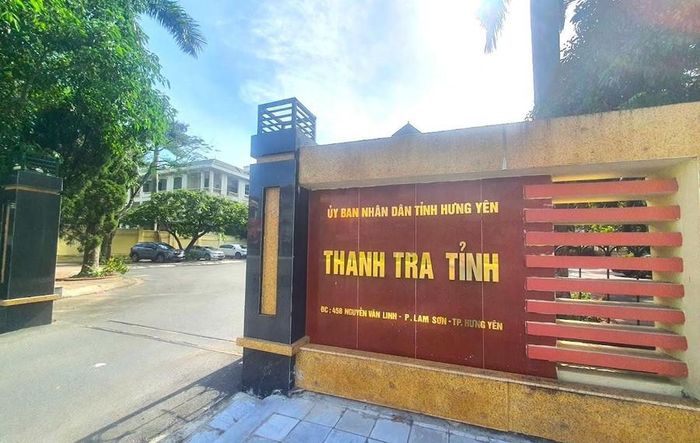 ỦY BAN NHÂN DÂN TỈNH HƯNG YÊN
THANH TRA TỈNH
ĐC : 458 NGUYỄN VĂN LINH - P. LAM SƠN - TP. HƯNG YÊN